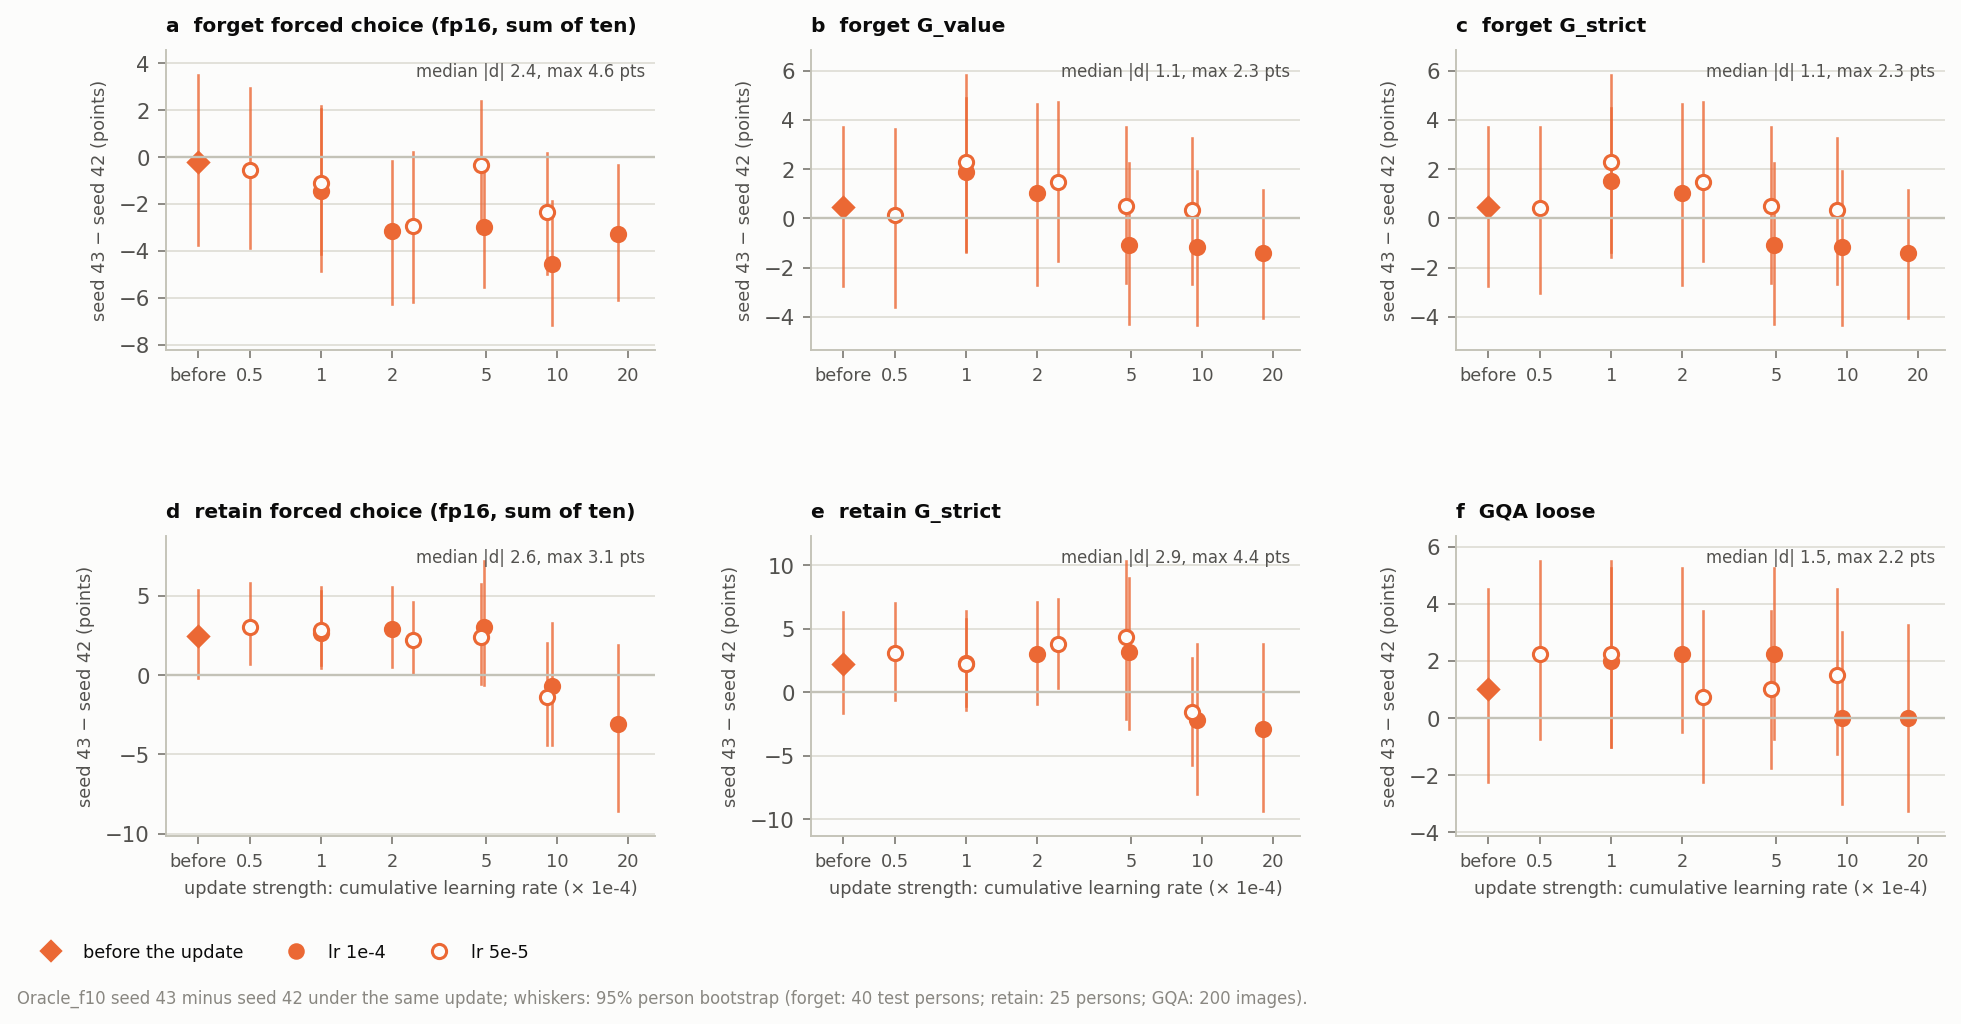 a  forget forced choice (fp16, sum of ten)
median |d| 2.4, max 4.6 pts
seed 43 − seed 42 (points)
4
2
0
−2
−4
−6
−8
before 0.5 1 2 5 10 20
b  forget G_value
median |d| 1.1, max 2.3 pts
seed 43 − seed 42 (points)
6
4
2
0
−2
−4
before 0.5 1 2 5 10 20
c  forget G_strict
median |d| 1.1, max 2.3 pts
seed 43 − seed 42 (points)
6
4
2
0
−2
−4
before 0.5 1 2 5 10 20
d  retain forced choice (fp16, sum of ten)
median |d| 2.6, max 3.1 pts
seed 43 − seed 42 (points)
5
0
−5
−10
before 0.5 1 2 5 10 20
update strength: cumulative learning rate (× 1e-4)
e  retain G_strict
median |d| 2.9, max 4.4 pts
seed 43 − seed 42 (points)
10
5
0
−5
−10
before 0.5 1 2 5 10 20
update strength: cumulative learning rate (× 1e-4)
f  GQA loose
median |d| 1.5, max 2.2 pts
seed 43 − seed 42 (points)
6
4
2
0
−2
−4
before 0.5 1 2 5 10 20
update strength: cumulative learning rate (× 1e-4)
before the update
lr 1e-4
lr 5e-5
Oracle_f10 seed 43 minus seed 42 under the same update; whiskers: 95% person bootstrap (forget: 40 test persons; retain: 25 persons; GQA: 200 images).